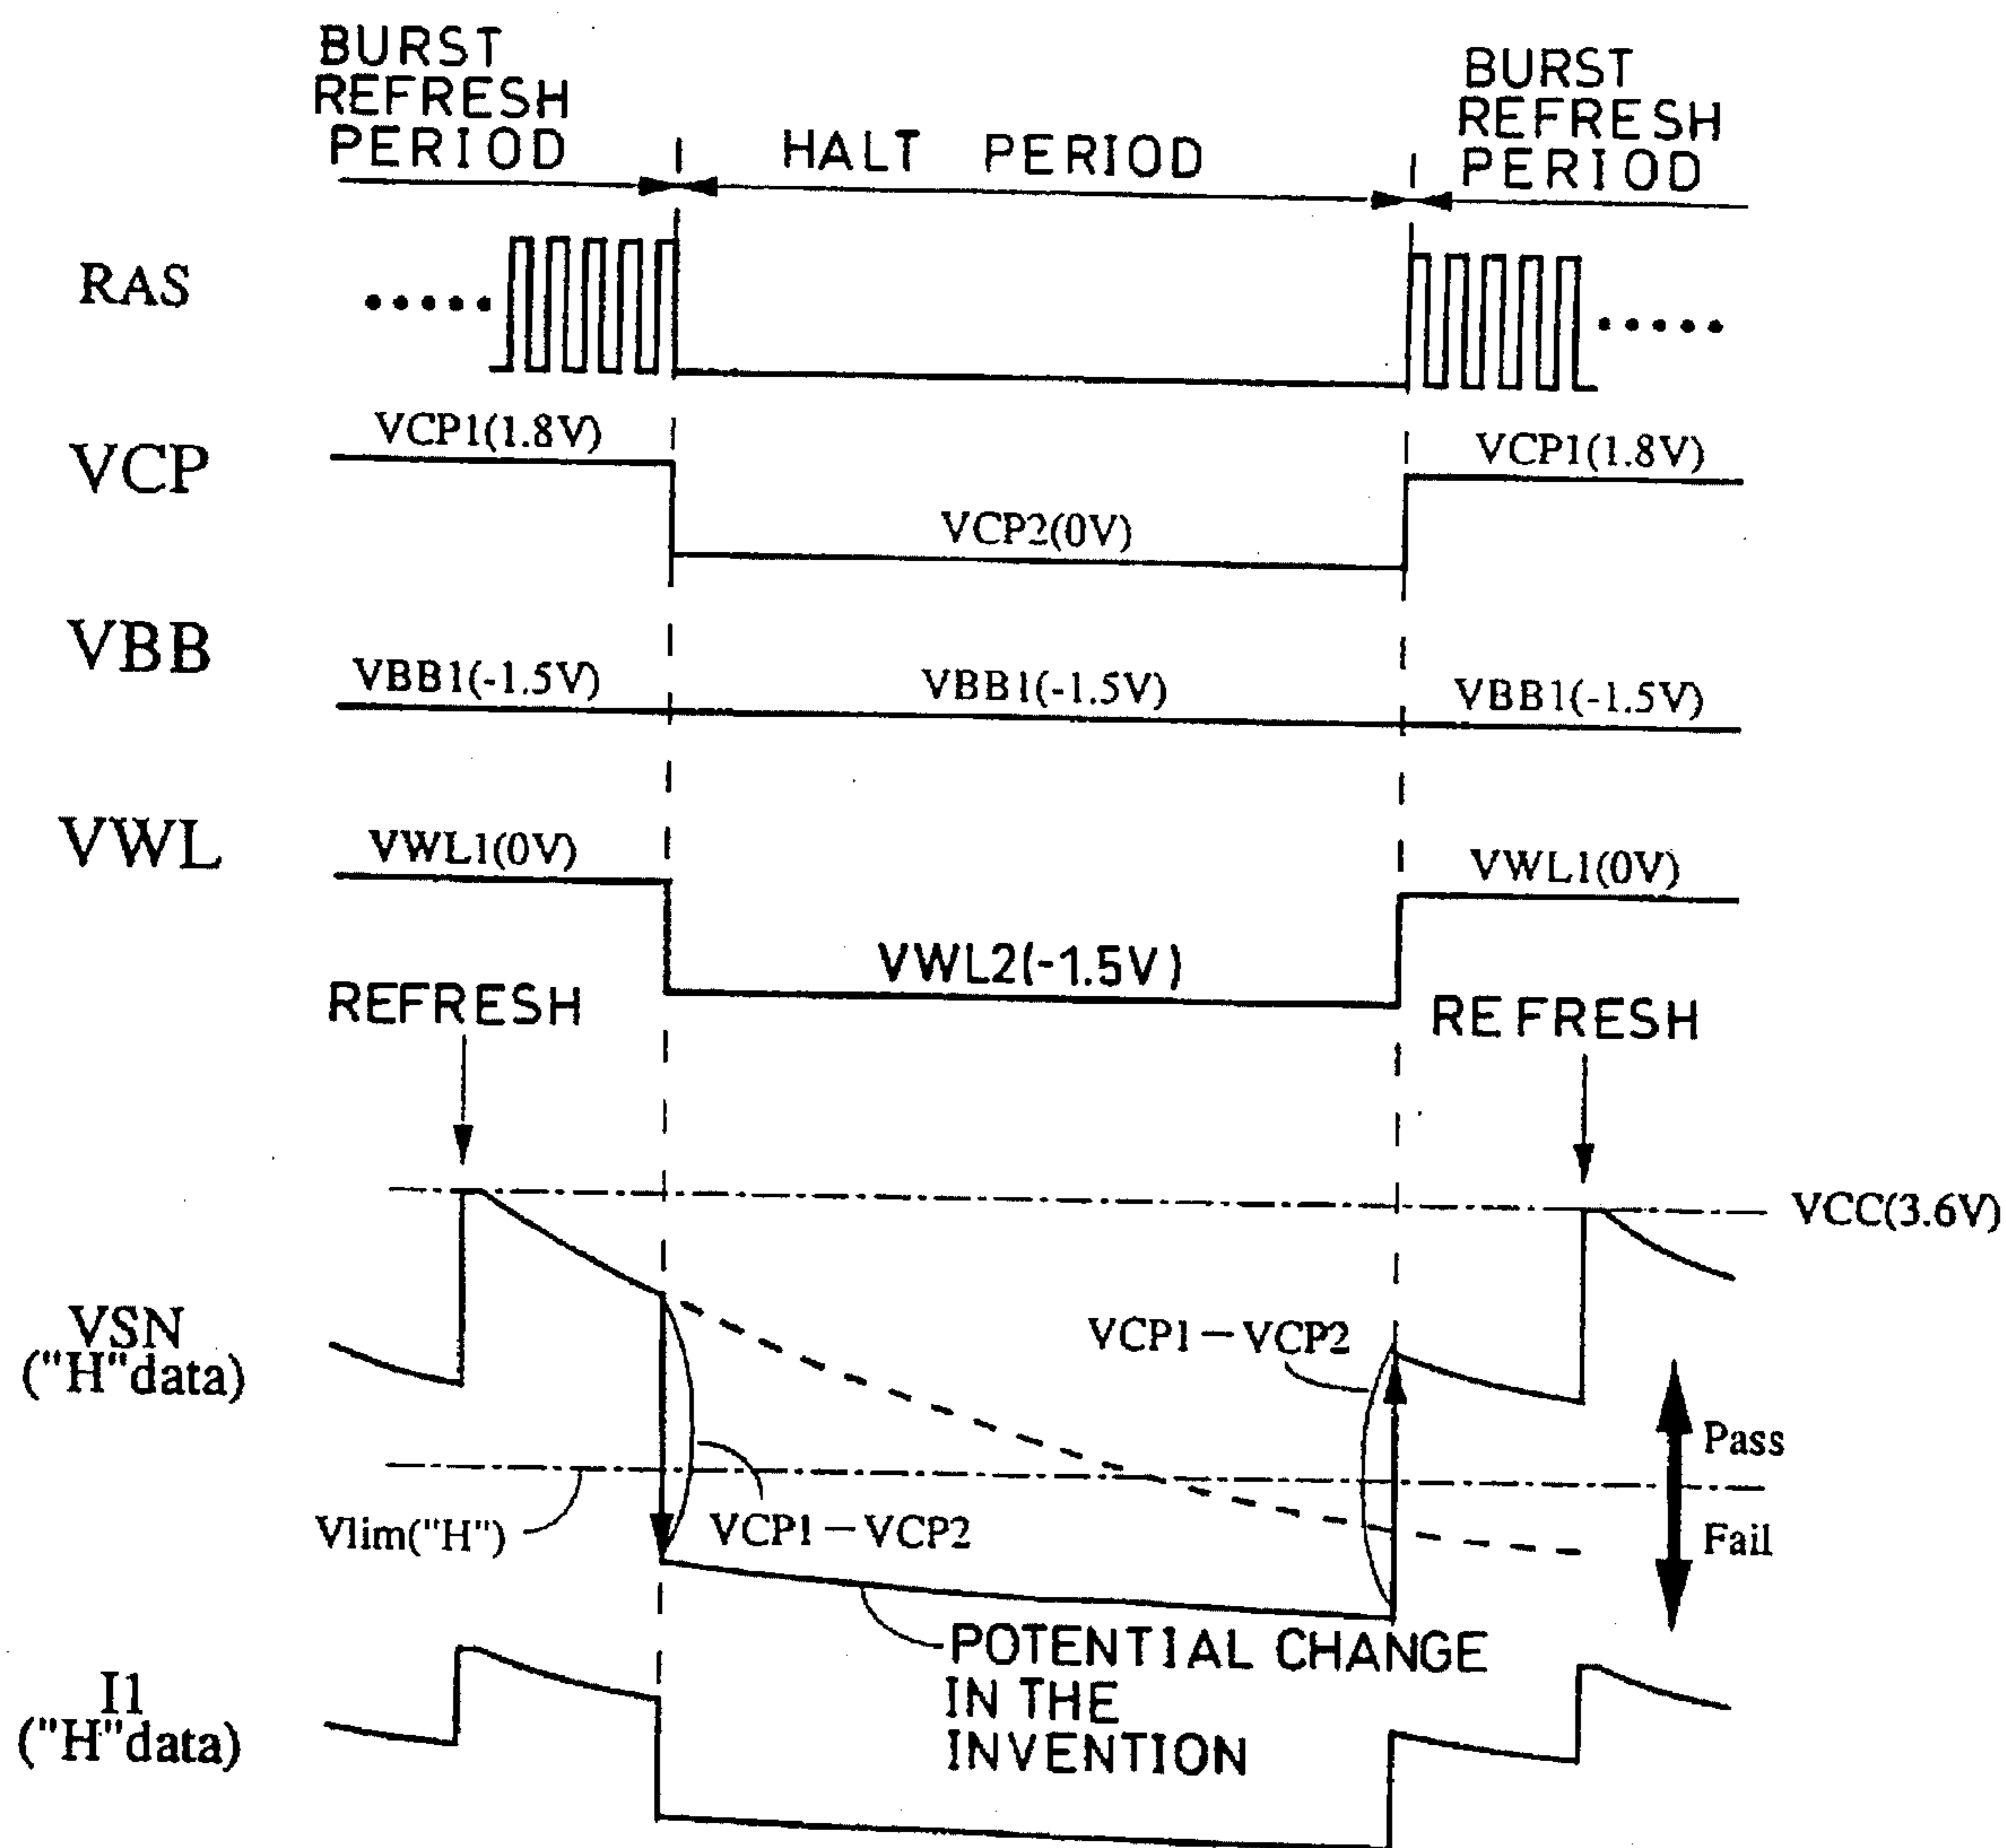 BURST
REFRESH
PERIOD
HALT PERIOD
BURST
REFRESH
PERIOD
RAS
VCP
VCP1(1.8V)
VCP2(0V)
VCP1(1.8V)
VBB
VBB1(-1.5V)
VBB1(-1.5V)
VBB1(-1.5V)
VWL
VWL1(0V)
VWL2(-1.5V)
VWL1(0V)
REFRESH
REFRESH
VCC(3.6V)
VSN
("H"data)
VCP1－VCP2
Pass
Vlim("H")
VCP1－VCP2
Fail
POTENTIAL CHANGE
IN THE
INVENTION
I1
("H"data)